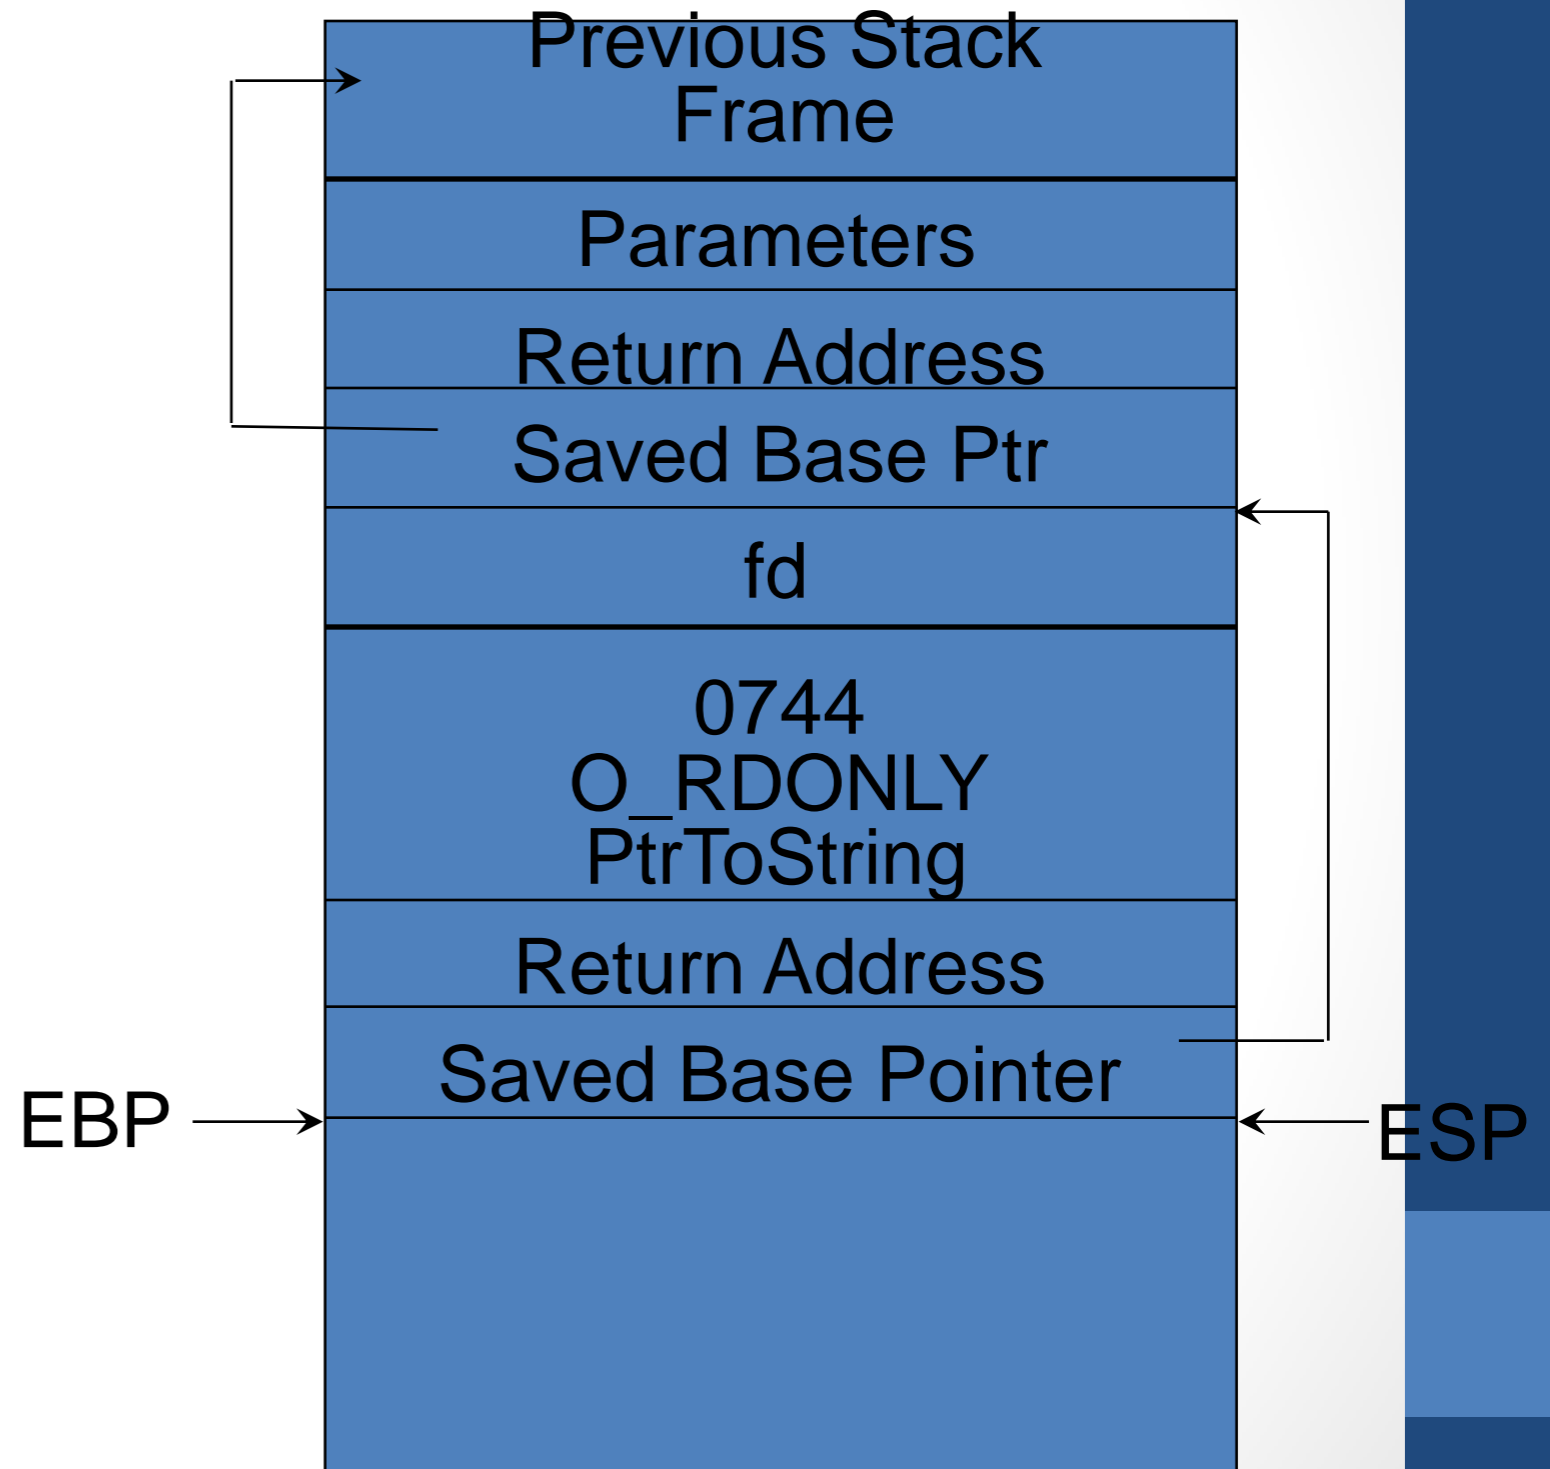 Previous Stack
Frame
Parameters
Return Address
Saved Base Ptr
fd
0744
O_RDONLY
PtrToString
Return Address
Saved Base Pointer
EBP
ESP